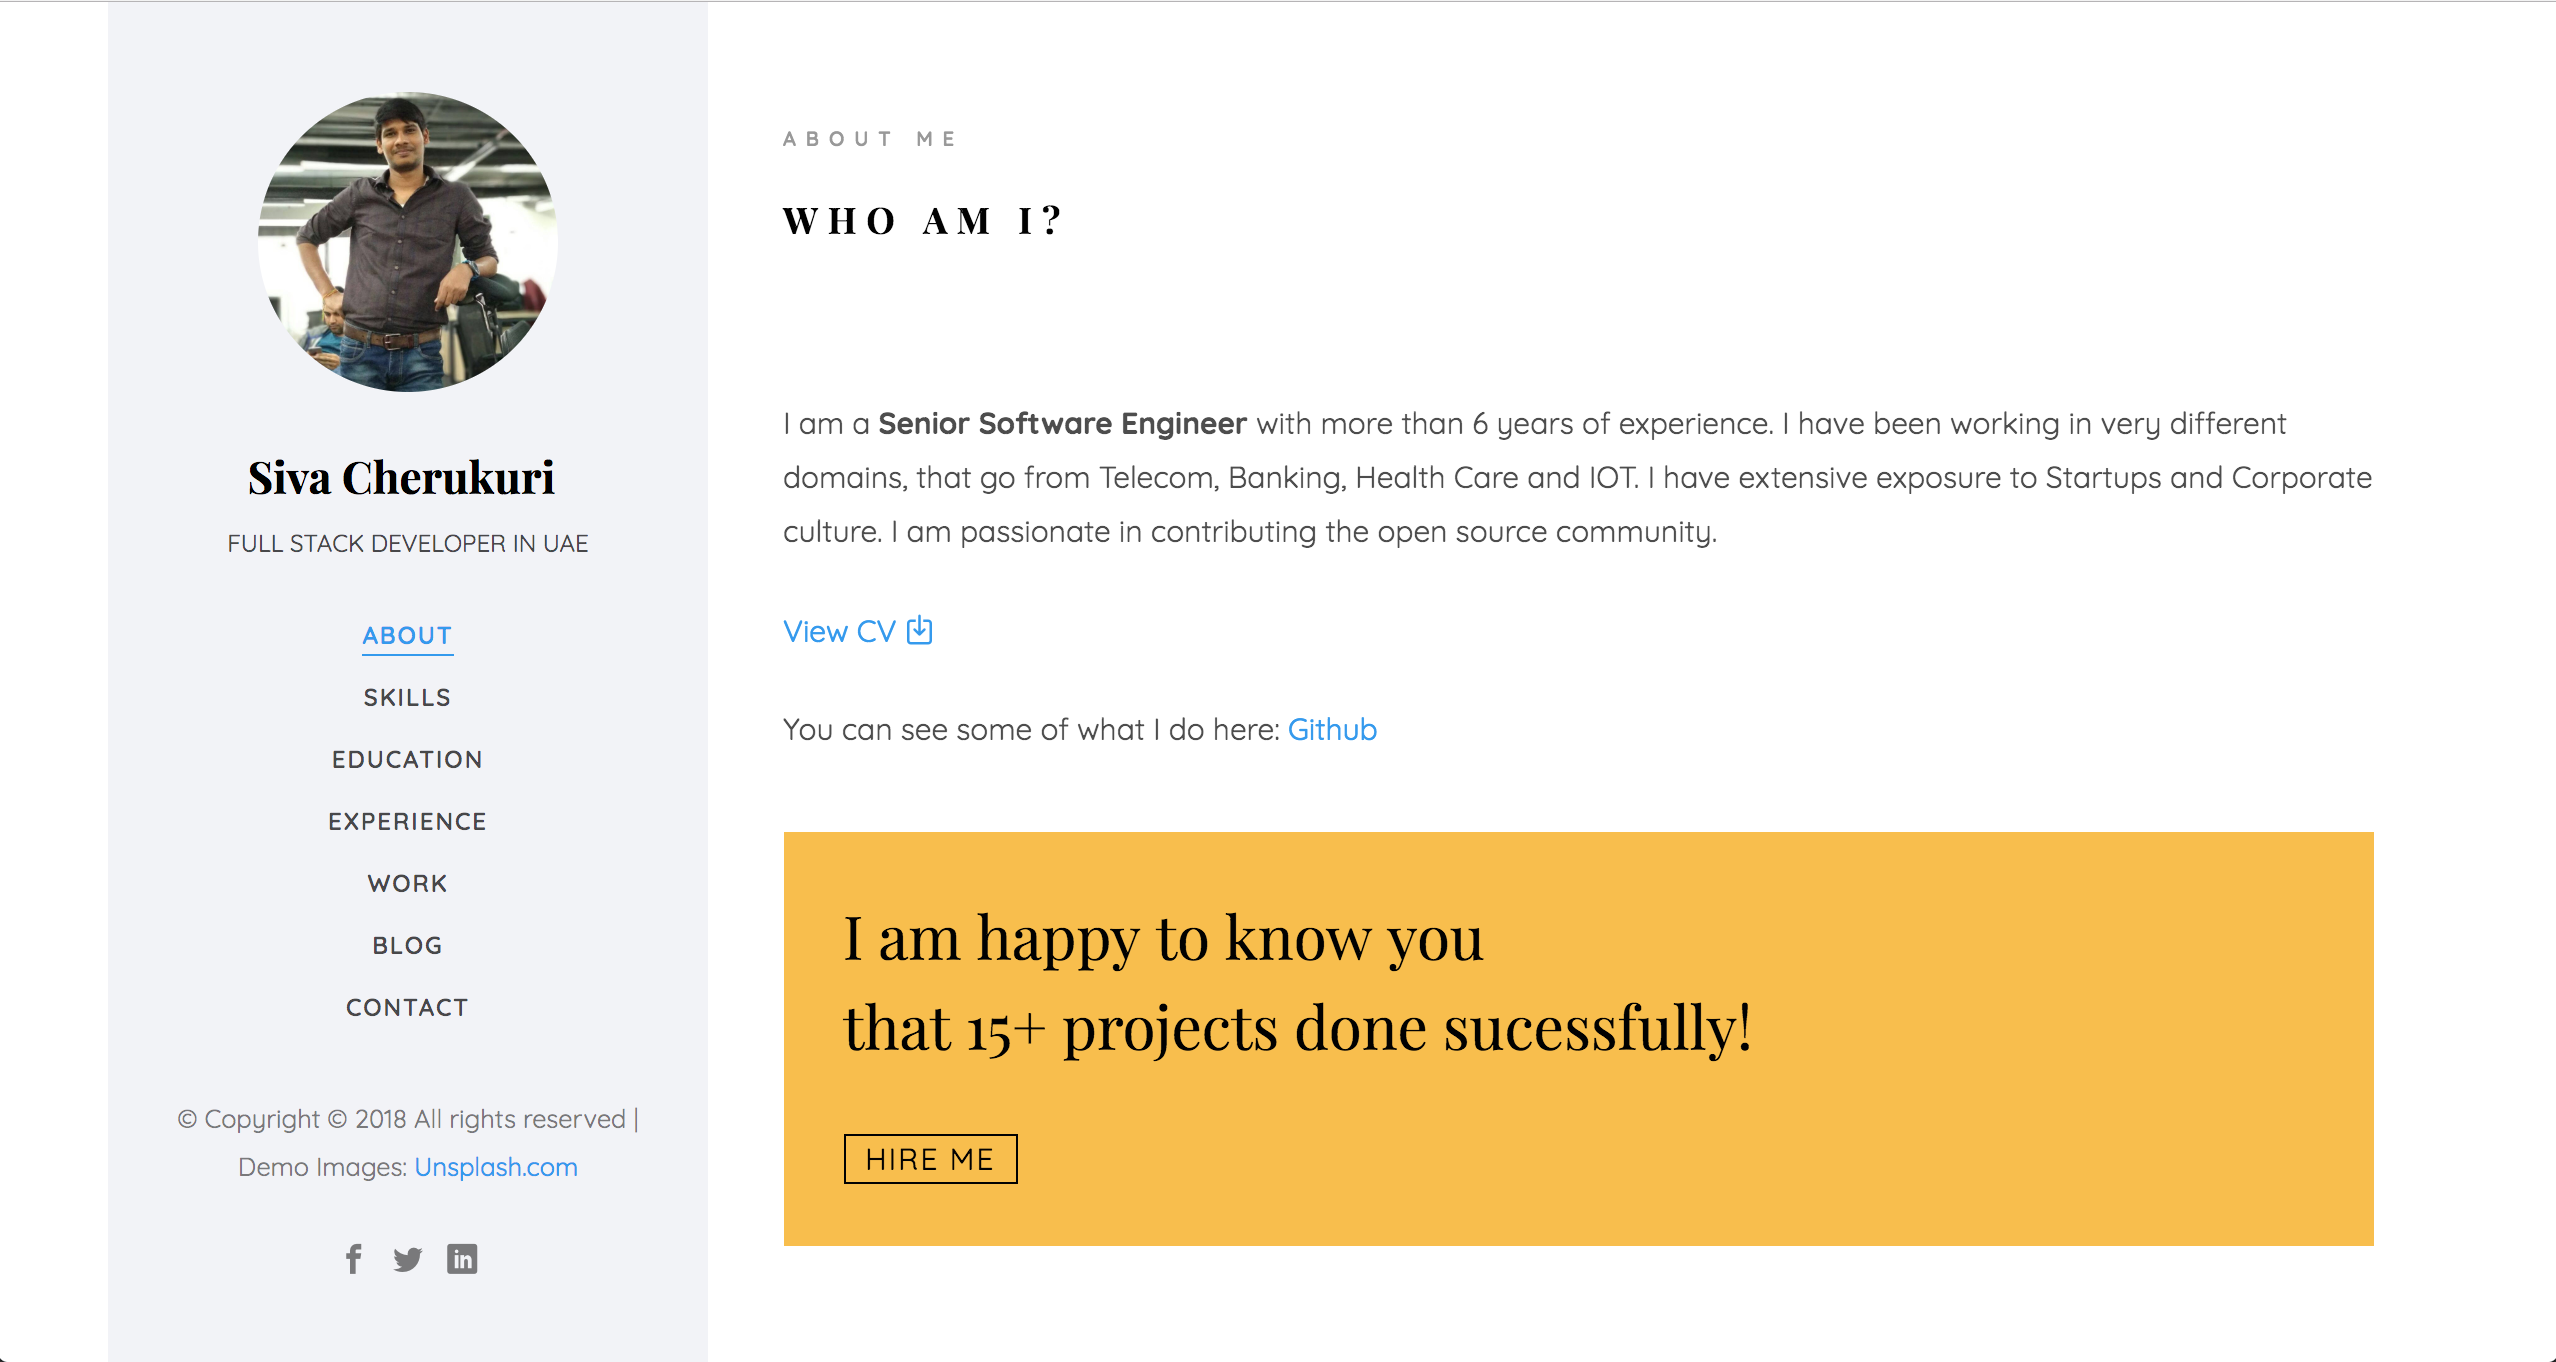 Siva Cherukuri
FULL STACK DEVELOPER IN UAE
ABOUT
SKILLS
EDUCATION
EXPERIENCE
WORK
BLOG
CONTACT
© Copyright © 2018 All rights reserved |
Demo Images: Unsplash.com
f
in
ABOUT ME
WHO AM I?
I am a Senior Software Engineer with more than 6 years of experience. I have been working in very different
domains, that go from Telecom, Banking, Health Care and IOT. I have extensive exposure to Startups and Corporate
culture. I am passionate in contributing the open source community.
View CV
You can see some of what I do here: Github
I am happy to know you
that 15+ projects done sucessfully!
HIRE ME